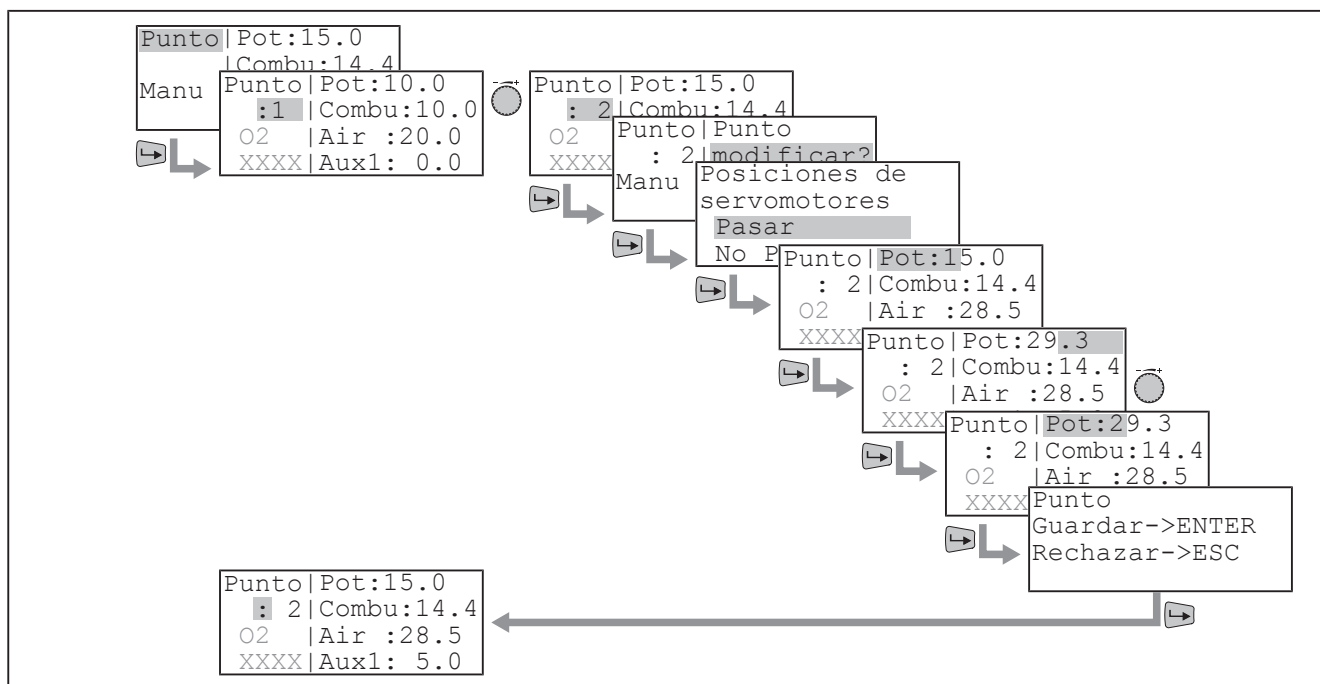 Punto|Pot:15.0
|Combu:14.4
Manu
Punto|Pot:10.0
:1 |Combu:10.0
O2 |Air :20.0
XXXX|Aux1: 0.0
Punto|Pot:15.0
: 2|Combu:14.4
O2
XXXX
Punto|Punto
: 2|modificar?
Manu
Posiciones de
servomotores
Pasar
No P
Punto|Pot:15.0
: 2|Combu:14.4
O2 |Air :28.5
XXXX
Punto|Pot:29.3
: 2|Combu:14.4
O2 |Air :28.5
XXXX
Punto|Pot:29.3
: 2|Combu:14.4
O2 |Air :28.5
XXXX
Punto
Guardar->ENTER
Rechazar->ESC
Punto|Pot:15.0
: 2|Combu:14.4
O2 |Air :28.5
XXXX|Aux1: 5.0